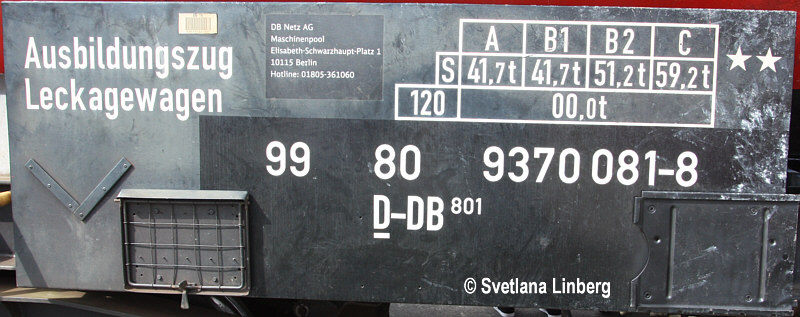 Ausbildungszug
Leckagewagen
DB Netz AG
Maschinenpool
Elisabeth-Schwarzhaupt-Platz 1
10115 Berlin
Hotline: 01805-361060
A B1 B2 C
S 41,7t 41,7t 51,2t 59,2t
120 00,0t
★★
99 80 9370 081-8
D-DB 801
© Svetlana Linberg